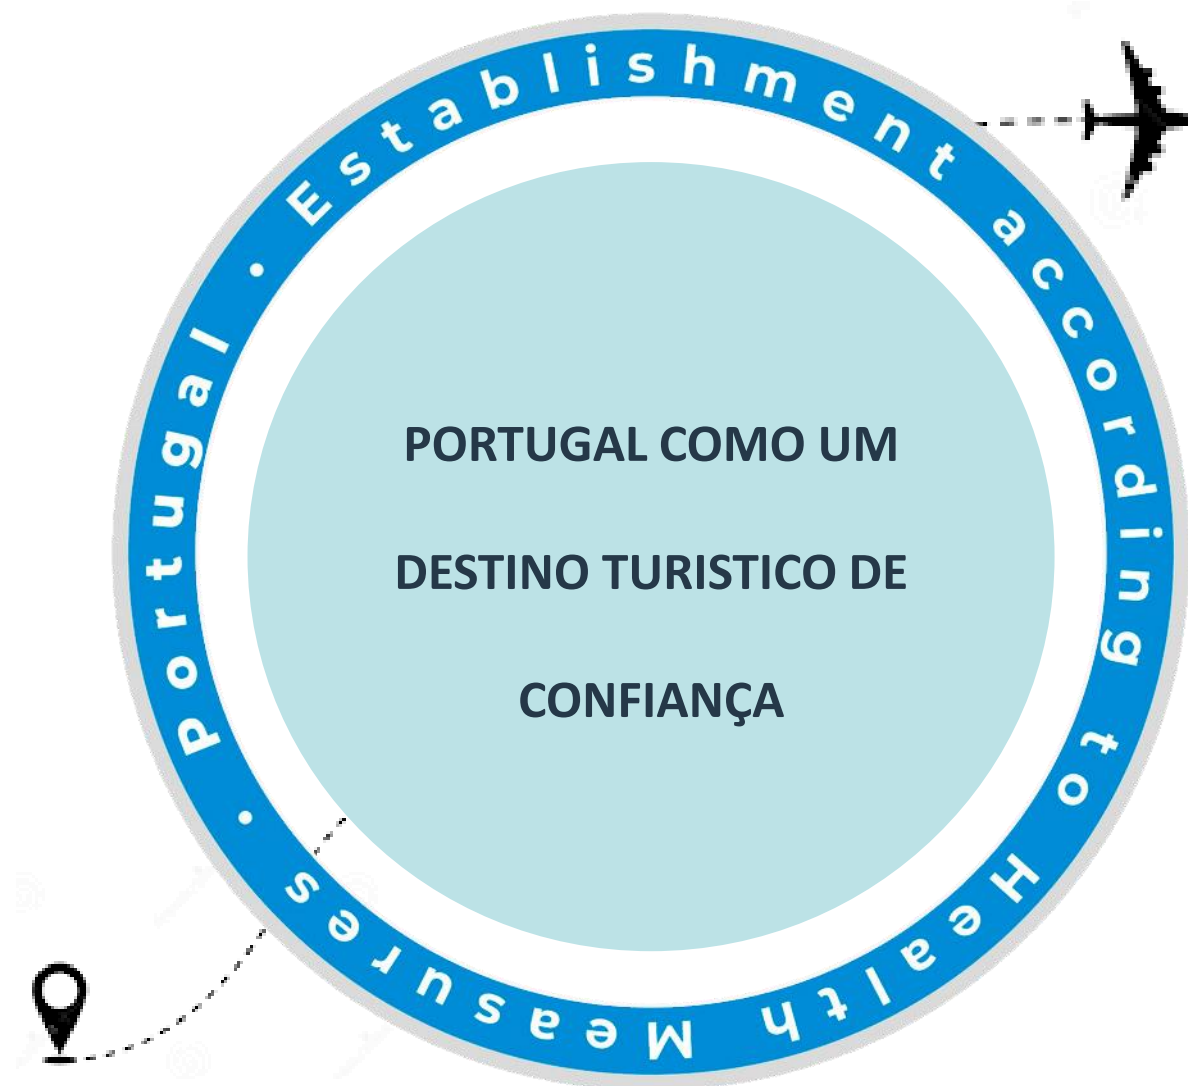 Portugal • Establishment according to Health Measures •
PORTUGAL COMO UM
DESTINO TURISTICO DE
CONFIANÇA